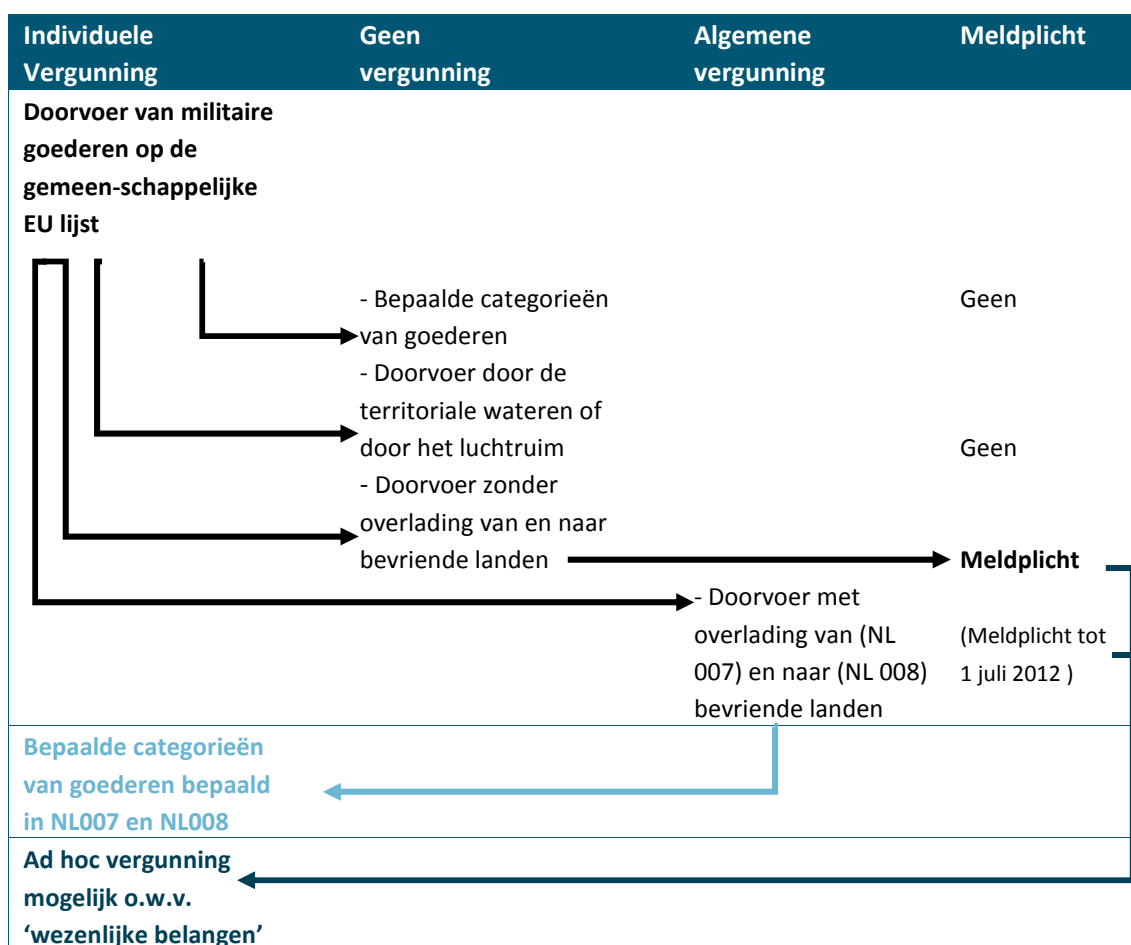 Individuele
Vergunning
Geen
vergunning
Algemene
vergunning
Meldplicht
Doorvoer van militaire
goederen op de
gemeen-schappelijke
EU lijst
- Bepaalde categorieën
van goederen
Geen
- Doorvoer door de
territoriale wateren of
door het luchtruim
Geen
- Doorvoer zonder
overlading van en naar
bevriende landen
Meldplicht
- Doorvoer met
overlading van (NL
007) en naar (NL 008)
bevriende landen
(Meldplicht tot
1 juli 2012 )
Bepaalde categorieën
van goederen bepaald
in NL007 en NL008
Ad hoc vergunning
mogelijk o.w.v.
‘wezenlijke belangen’